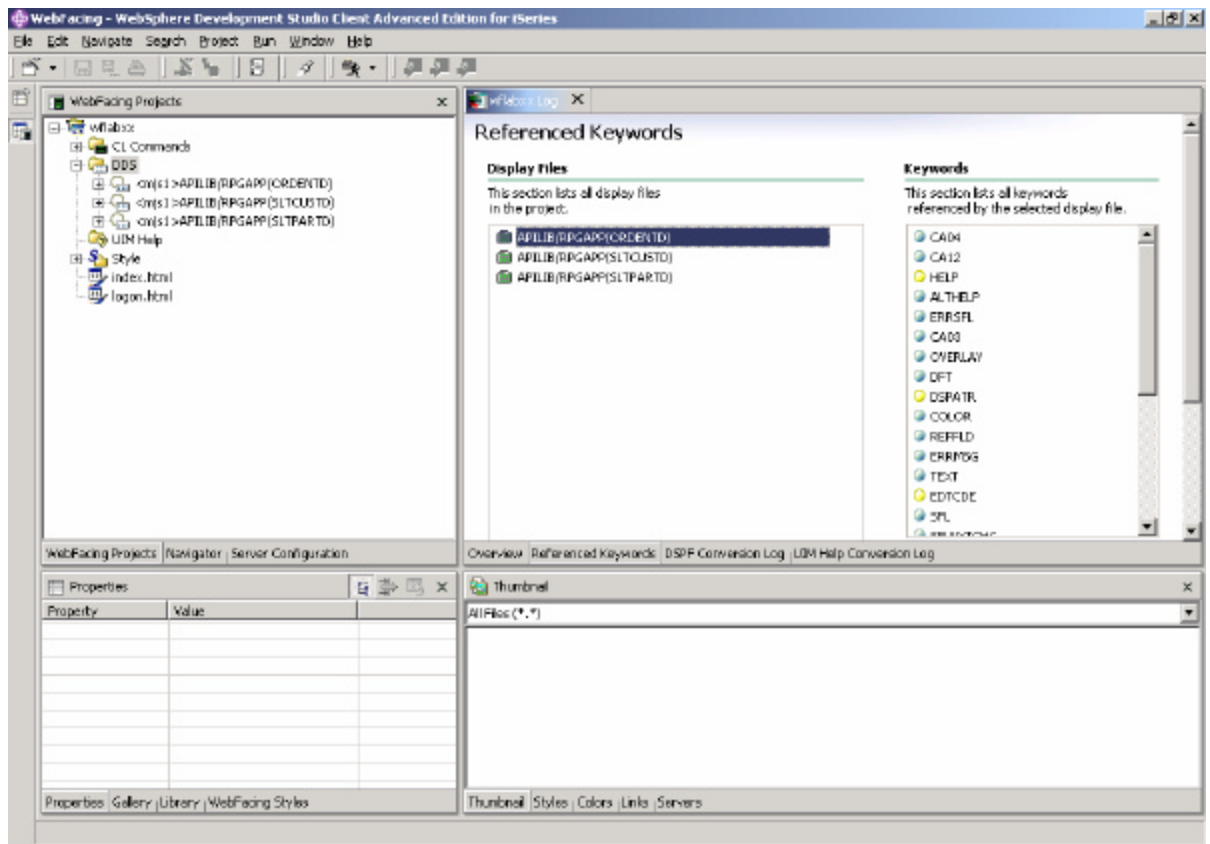 WebFacing - WebSphere Development Studio Client Advanced Edition for iSeries
File Edit Navigate Search Project Run Window Help
WebFacing Projects
wflabxx
CL Commands
DDS
<m(s1>APILIB/RPGAPP(ORDENTD)
<m(s1>APILIB/RPGAPP(SLTCUSTD)
<m(s1>APILIB/RPGAPP(SLTPARTD)
UIM Help
Style
index.html
logon.html
WebFacing Projects Navigator Server Configuration
wflabxx Log
Referenced Keywords
Display Files
This section lists all display files
in the project.
APILIB/RPGAPP(ORDENTD)
APILIB/RPGAPP(SLTCUSTD)
APILIB/RPGAPP(SLTPARTD)
Keywords
This section lists all keywords
referenced by the selected display file.
CA04
CA12
HELP
ALTHELP
ERRSFL
CA03
OVERLAY
DFT
DSPATR
COLOR
REFFLD
ERRMSG
TEXT
EDTCDE
SFL
Overview Referenced Keywords DSPF Conversion Log UIM Help Conversion Log
Properties
Property Value
Properties Gallery Library WebFacing Styles
Thumbnail
All Files (*.*)
Thumbnail Styles Colors Links Servers